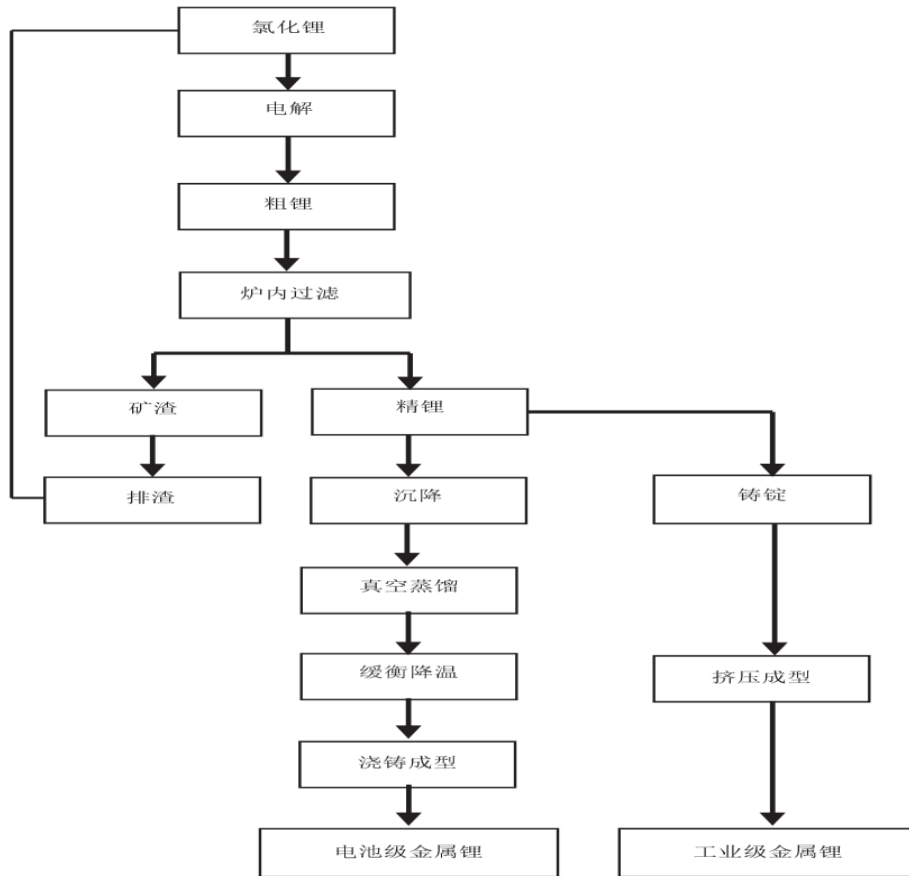 氯化锂
电解
粗锂
炉内过滤
矿渣
精锂
排渣
沉降
铸锭
真空蒸馏
缓衡降温
挤压成型
浇铸成型
电池级金属锂
工业级金属锂